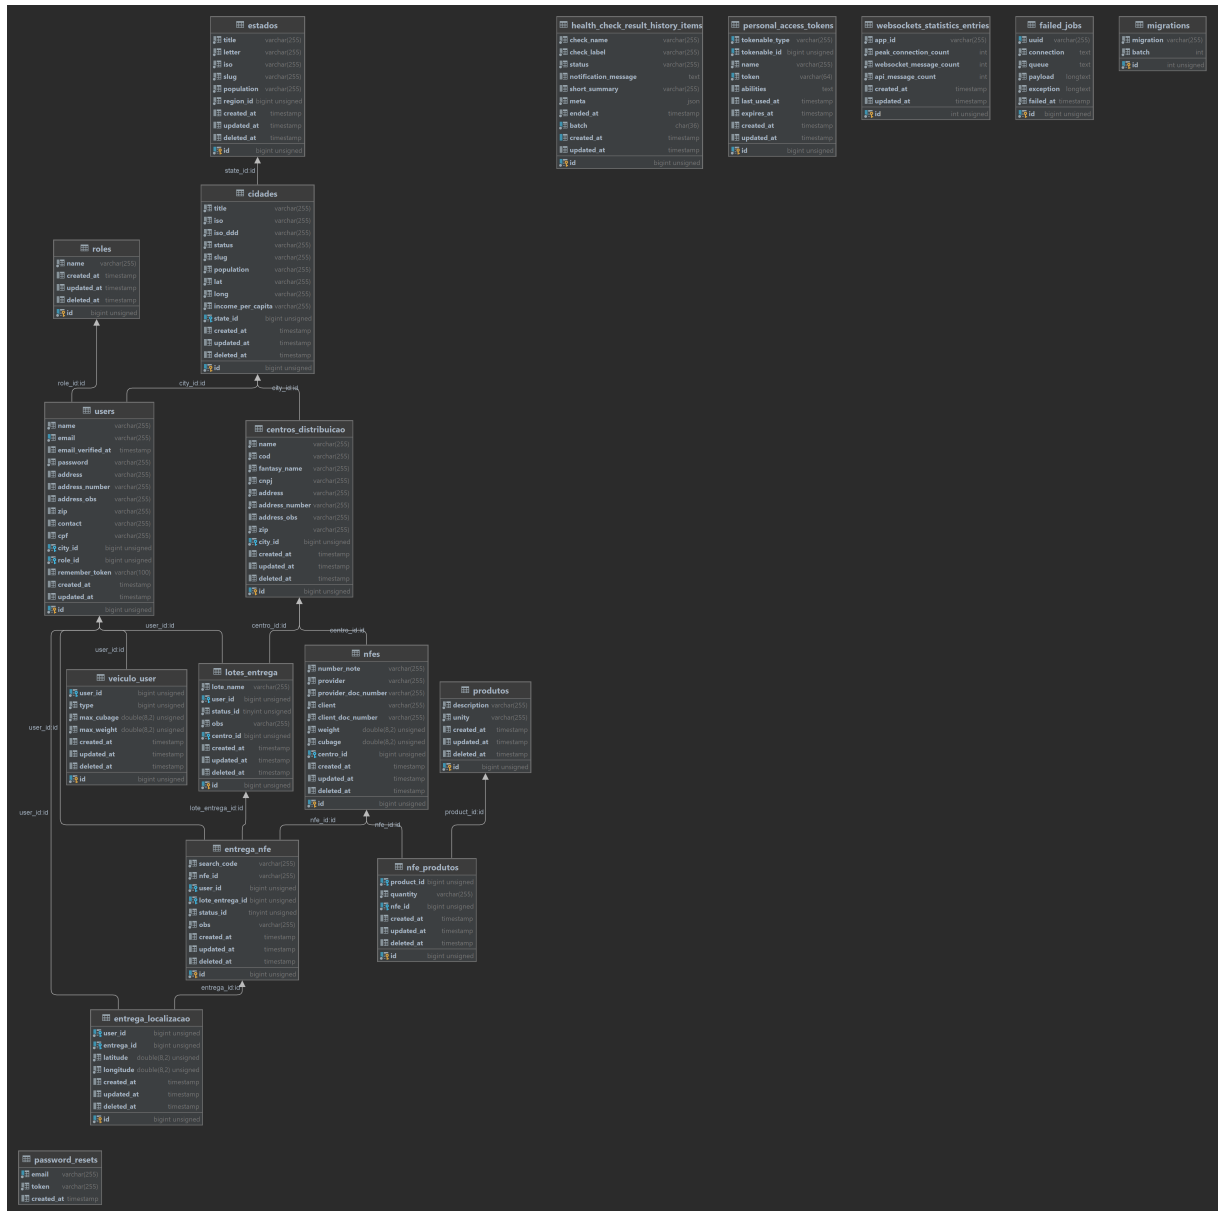 estados
title varchar(255)
letter varchar(255)
iso varchar(255)
slug varchar(255)
population varchar(255)
region_id bigint unsigned
created_at timestamp
updated_at timestamp
deleted_at timestamp
id bigint unsigned
health_check_result_history_items
check_name varchar(255)
check_label varchar(255)
status varchar(255)
notification_message text
short_summary varchar(255)
meta json
ended_at timestamp
batch char(36)
created_at timestamp
updated_at timestamp
id bigint unsigned
personal_access_tokens
tokenable_type varchar(255)
tokenable_id bigint unsigned
name varchar(255)
token varchar(64)
abilities text
last_used_at timestamp
expires_at timestamp
created_at timestamp
updated_at timestamp
id bigint unsigned
websockets_statistics_entries
app_id varchar(255)
peak_connection_count int
websocket_message_count int
api_message_count int
created_at timestamp
updated_at timestamp
id int unsigned
failed_jobs
uuid varchar(255)
connection text
queue text
payload longtext
exception longtext
failed_at timestamp
id bigint unsigned
migrations
migration varchar(255)
batch int
id int unsigned
state_id:id
cidades
title varchar(255)
iso varchar(255)
iso_ddd varchar(255)
status varchar(255)
slug varchar(255)
population varchar(255)
lat varchar(255)
long varchar(255)
income_per_capita varchar(255)
state_id bigint unsigned
created_at timestamp
updated_at timestamp
deleted_at timestamp
id bigint unsigned
roles
name varchar(255)
created_at timestamp
updated_at timestamp
deleted_at timestamp
id bigint unsigned
role_id:id
city_id:id
city_id:id
users
name varchar(255)
email varchar(255)
email_verified_at timestamp
password varchar(255)
address varchar(255)
address_number varchar(255)
address_obs varchar(255)
zip varchar(255)
contact varchar(255)
cpf varchar(255)
city_id bigint unsigned
role_id bigint unsigned
remember_token varchar(100)
created_at timestamp
updated_at timestamp
id bigint unsigned
centros_distribuicao
name varchar(255)
cod varchar(255)
fantasy_name varchar(255)
cnpj varchar(255)
address varchar(255)
address_number varchar(255)
address_obs varchar(255)
zip varchar(255)
city_id bigint unsigned
created_at timestamp
updated_at timestamp
deleted_at timestamp
id bigint unsigned
user_id:id
centro_id:id
centro_id:id
user_id:id
veiculo_user
user_id bigint unsigned
type bigint unsigned
max_cubage double(8,2) unsigned
max_weight double(8,2) unsigned
created_at timestamp
updated_at timestamp
deleted_at timestamp
id bigint unsigned
lotes_entrega
lote_name varchar(255)
user_id bigint unsigned
status_id tinyint unsigned
obs varchar(255)
centro_id bigint unsigned
created_at timestamp
updated_at timestamp
deleted_at timestamp
id bigint unsigned
nfes
number_note varchar(255)
provider varchar(255)
provider_doc_number varchar(255)
client varchar(255)
client_doc_number varchar(255)
weight double(8,2) unsigned
cubage double(8,2) unsigned
centro_id bigint unsigned
created_at timestamp
updated_at timestamp
deleted_at timestamp
id bigint unsigned
produtos
description varchar(255)
unity varchar(255)
created_at timestamp
updated_at timestamp
deleted_at timestamp
id bigint unsigned
user_id:id
user_id:id
lote_entrega_id:id
nfe_id:id
nfe_id:id
product_id:id
entrega_nfe
search_code varchar(255)
nfe_id varchar(255)
user_id bigint unsigned
lote_entrega_id bigint unsigned
status_id tinyint unsigned
obs varchar(255)
created_at timestamp
updated_at timestamp
deleted_at timestamp
id bigint unsigned
nfe_produtos
product_id bigint unsigned
quantity varchar(255)
nfe_id bigint unsigned
created_at timestamp
updated_at timestamp
deleted_at timestamp
id bigint unsigned
entrega_id:id
entrega_localizacao
user_id bigint unsigned
entrega_id bigint unsigned
latitude double(8,2) unsigned
longitude double(8,2) unsigned
created_at timestamp
updated_at timestamp
deleted_at timestamp
id bigint unsigned
password_resets
email varchar(255)
token varchar(255)
created_at timestamp